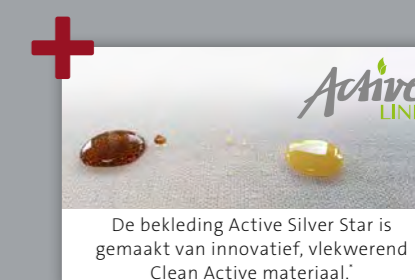 Active
LINE
De bekleding Active Silver Star is
gemaakt van innovatief, vlekwerend
Clean Active materiaal.*